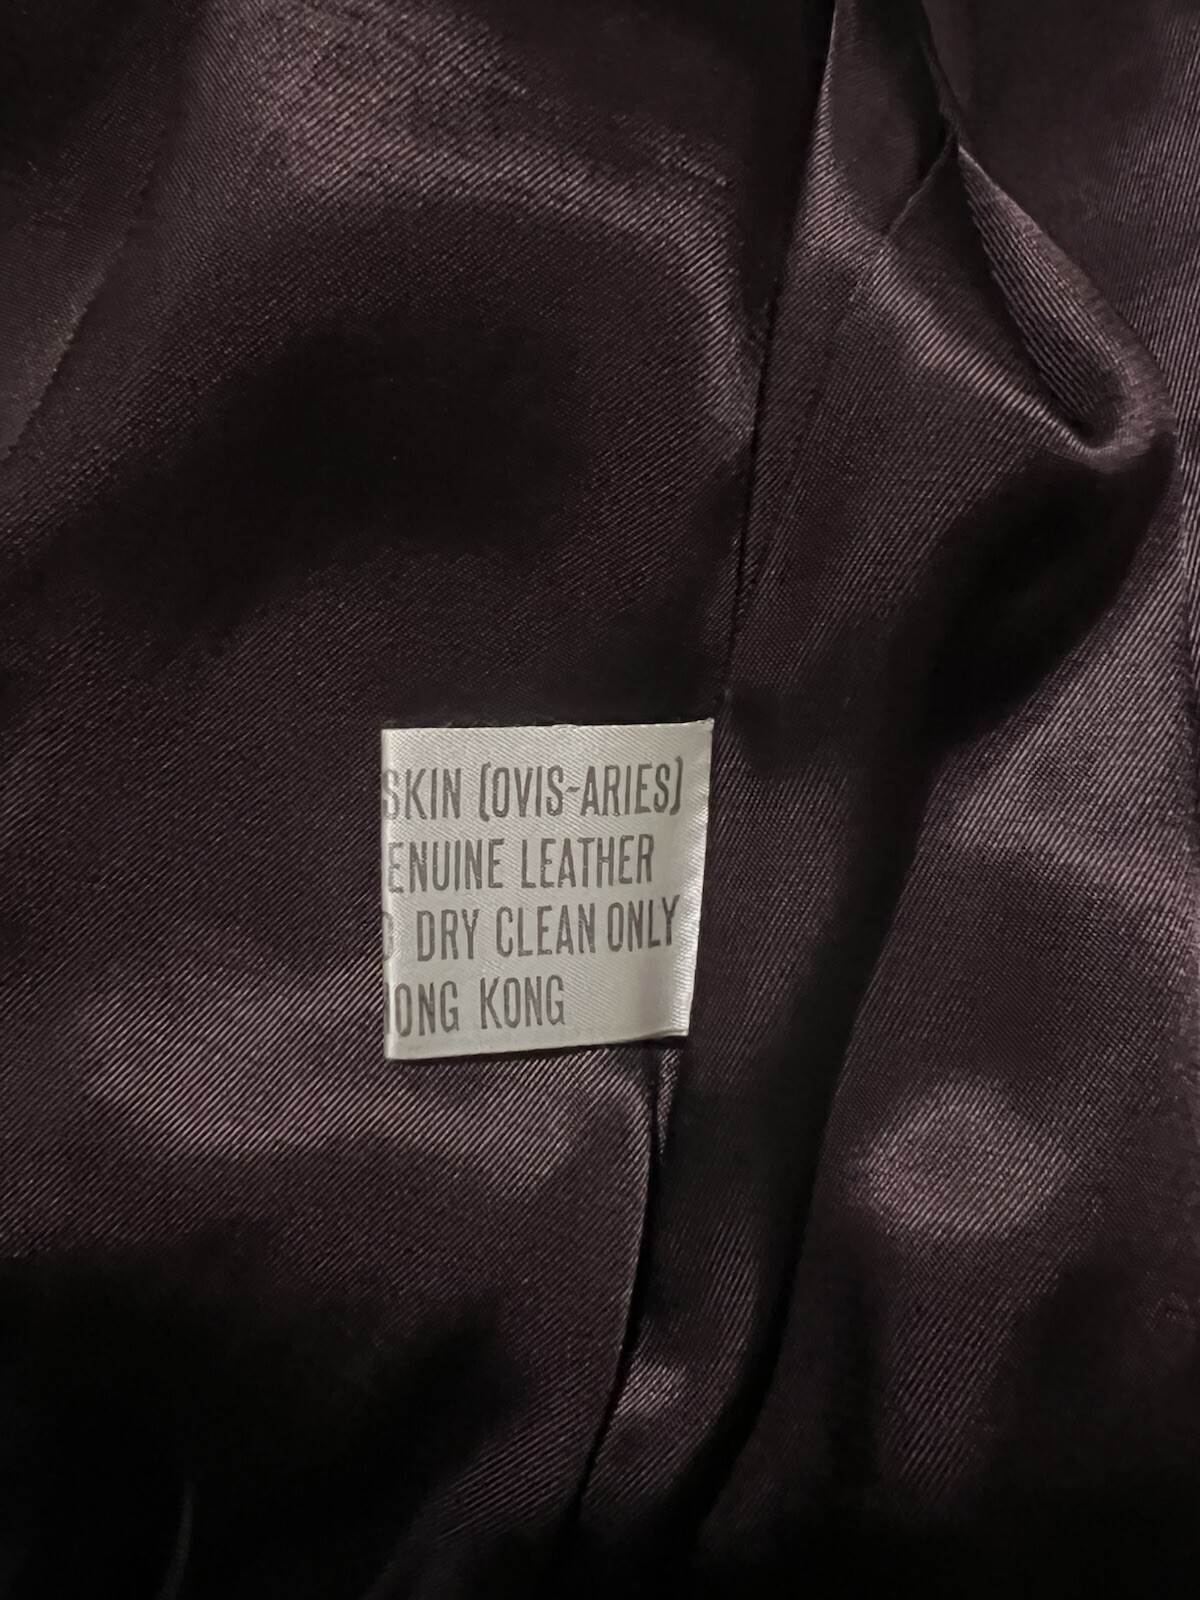 SKIN (OVIS-ARIES)
ENUINE LEATHER
DRY CLEAN ONLY
ONG KONG